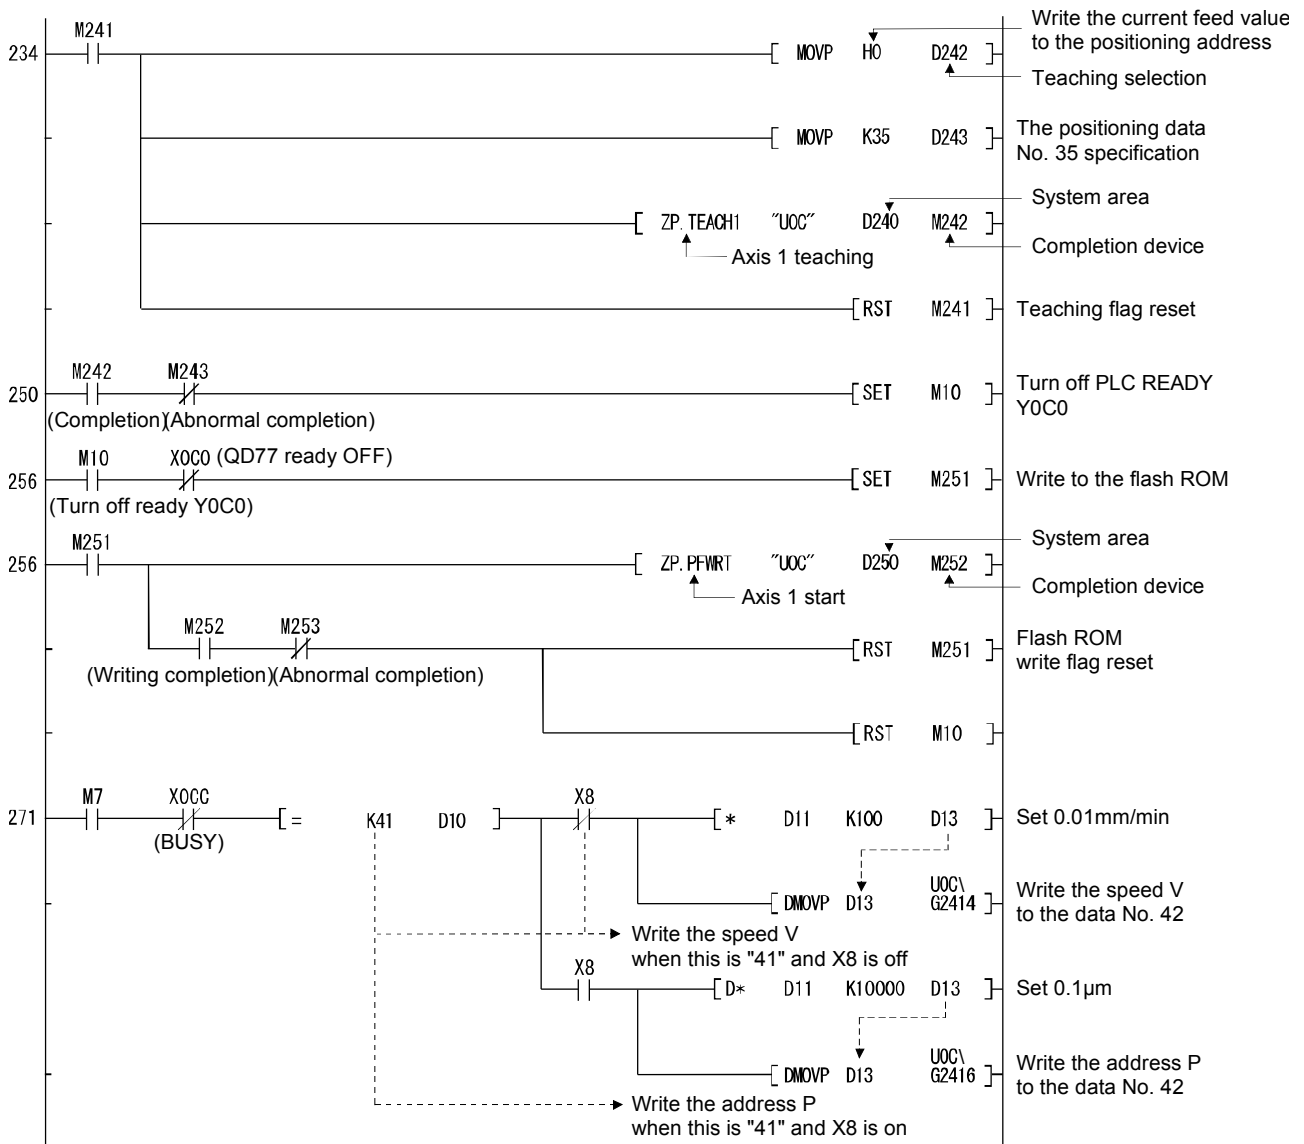 Write the current feed value
to the positioning address
M241
234
MOVP H0 D242
Teaching selection
MOVP K35 D243
The positioning data
No. 35 specification
System area
ZP.TEACH1 "U0C" D240 M242
Axis 1 teaching
Completion device
RST M241
Teaching flag reset
M242 M243
250
SET M10
Turn off PLC READY
Y0C0
(Completion)(Abnormal completion)
M10 X0C0 (QD77 ready OFF)
256
SET M251
Write to the flash ROM
(Turn off ready Y0C0)
M251
System area
256
ZP.PFWRT "U0C" D250 M252
Axis 1 start
Completion device
M252 M253
RST M251
Flash ROM
write flag reset
(Writing completion)(Abnormal completion)
RST M10
M7 X0CC X8
271
= K41 D10
* D11 K100 D13
Set 0.01mm/min
(BUSY)
DMOVP D13 U0C\
G2414
Write the speed V
to the data No. 42
Write the speed V
when this is "41" and X8 is off
X8
D* D11 K10000 D13
Set 0.1µm
DMOVP D13 U0C\
G2416
Write the address P
to the data No. 42
Write the address P
when this is "41" and X8 is on